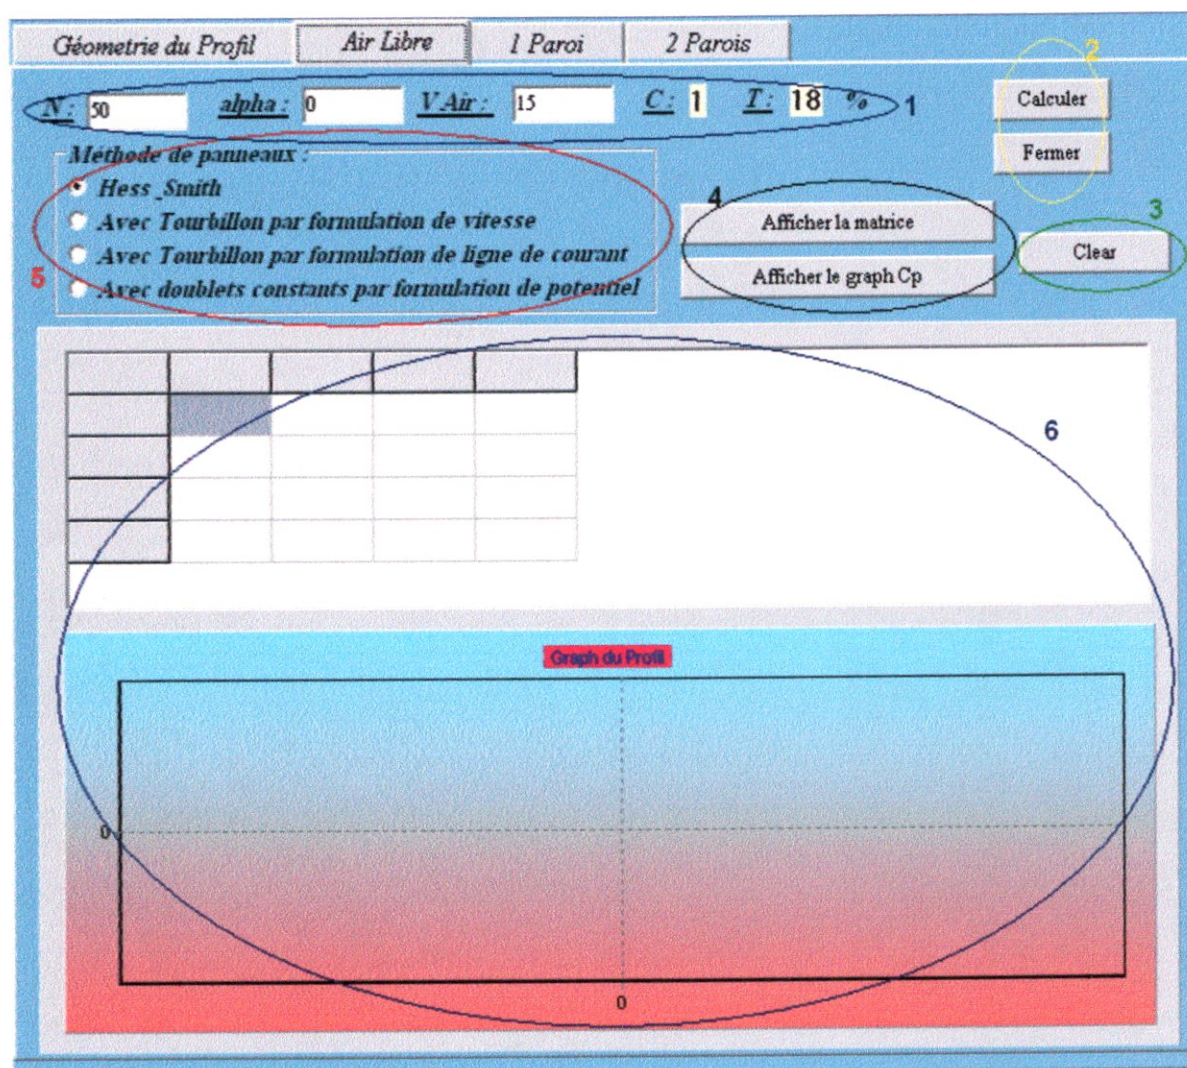 Géometrie du Profil Air Libre 1 Paroi 2 Parois
2
N : 50 alpha : 0 V Air : 15 C : 1 T : 18 % 1 Calculer
Fermer
Méthode de panneaux :
Hess_Smith
Avec Tourbillon par formulation de vitesse
Avec Tourbillon par formulation de ligne de courant
Avec doublets constants par formulation de potentiel
5
4
Afficher la matrice
Afficher le graph Cp
3
Clear
6
Graph du Profil
0
0